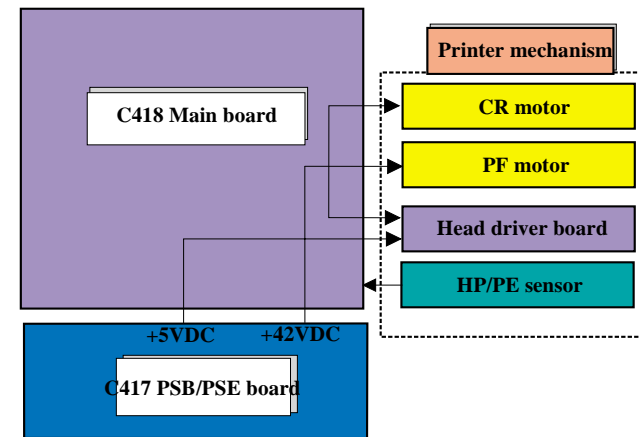 Printer mechanism
C418 Main board
CR motor
PF motor
Head driver board
HP/PE sensor
+5VDC +42VDC
C417 PSB/PSE board